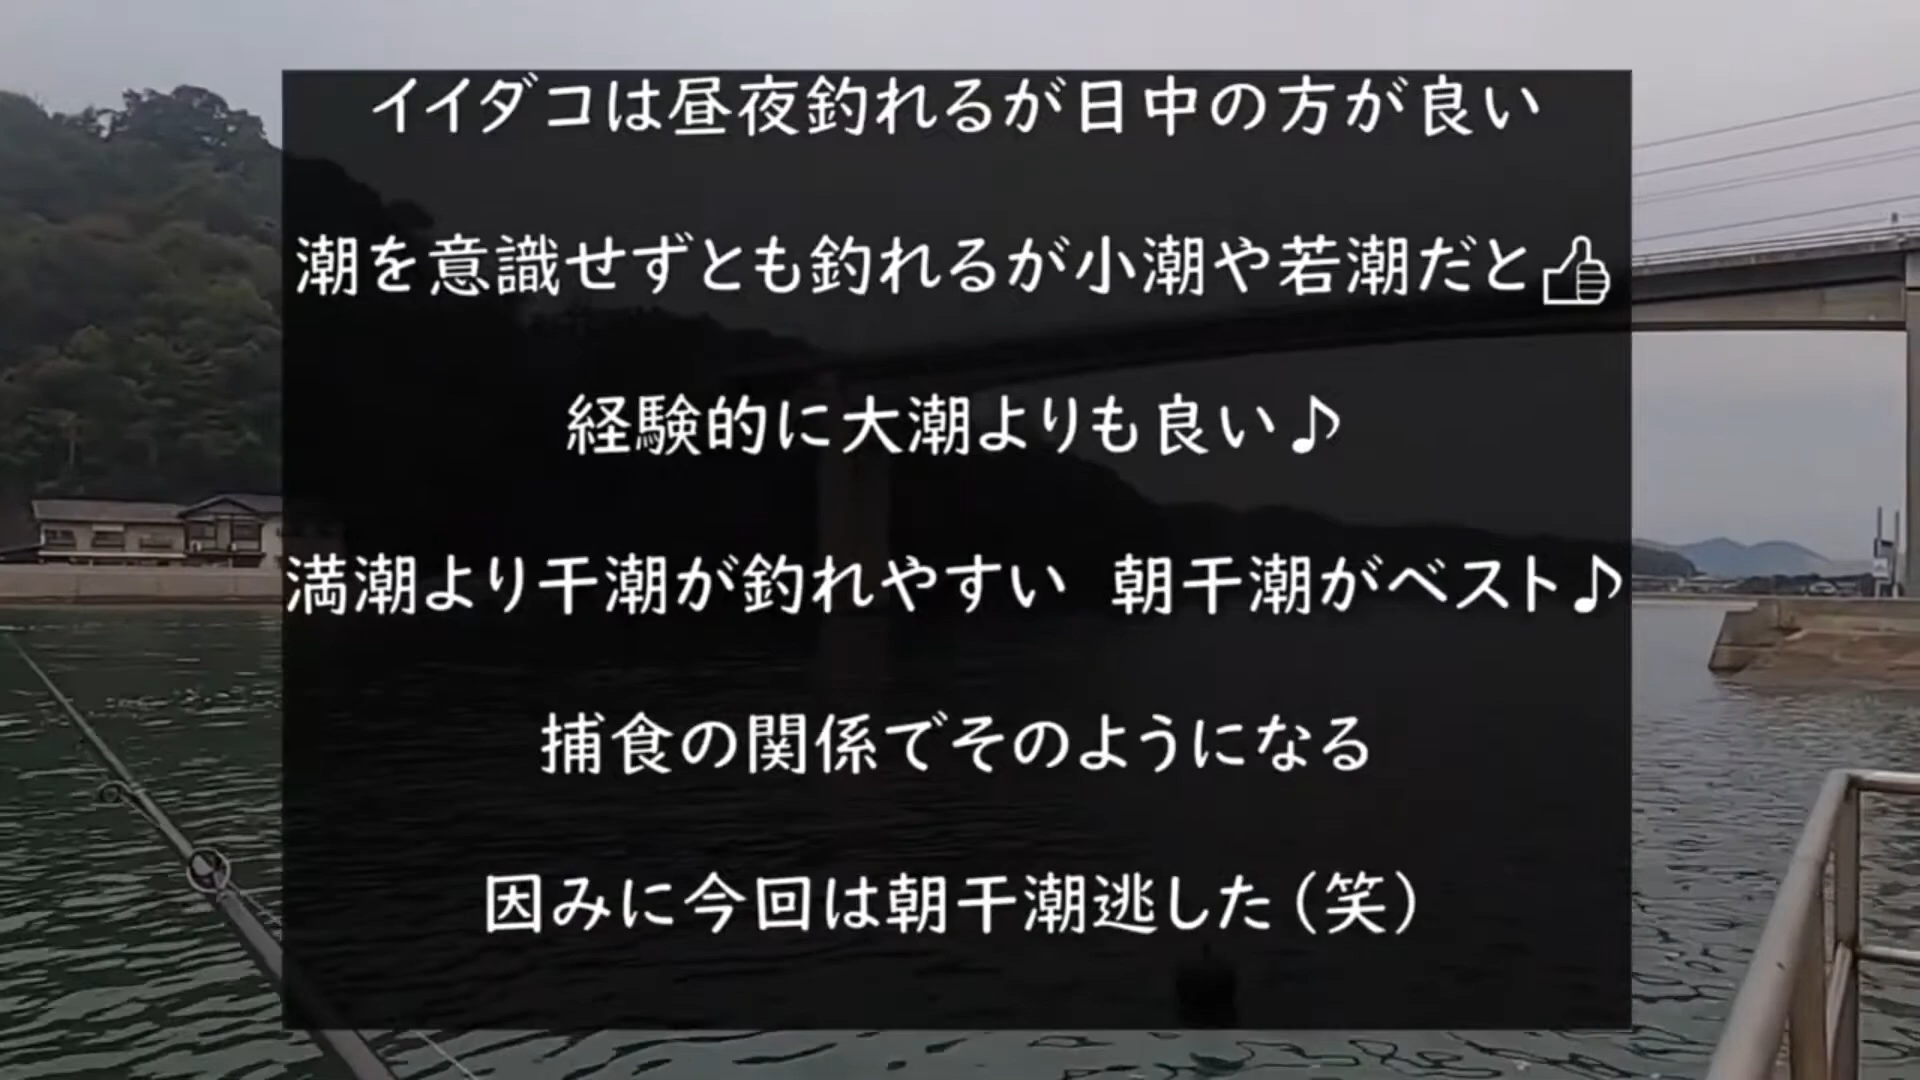 イイダコは昼夜釣れるが日中の方が良い
潮を意識せずとも釣れるが小潮や若潮だと👍
経験的に大潮よりも良い♪
満潮より干潮が釣れやすい 朝干潮がベスト♪
捕食の関係でそのようになる
因みに今回は朝干潮逃した（笑）